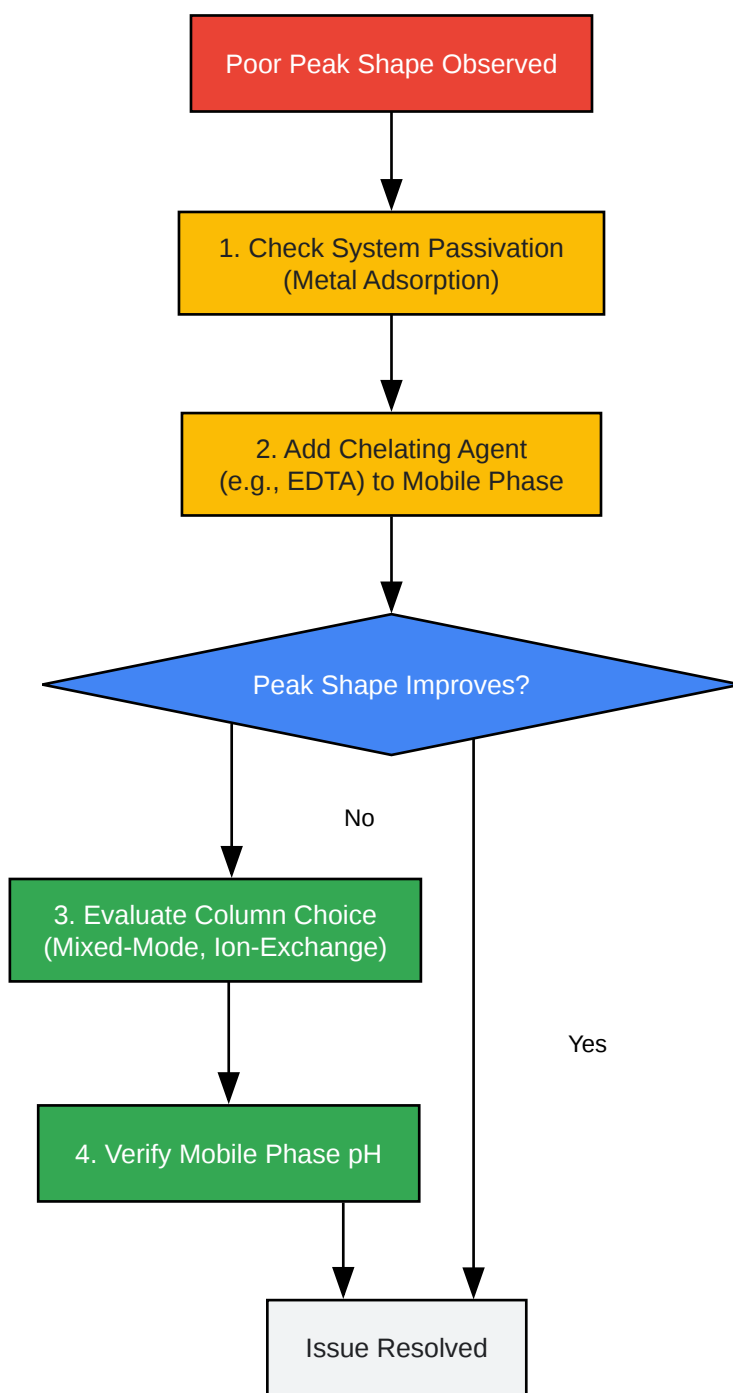 Poor Peak Shape Observed
1. Check System Passivation
(Metal Adsorption)
2. Add Chelating Agent
(e.g., EDTA) to Mobile Phase
Peak Shape Improves?
No
3. Evaluate Column Choice
(Mixed-Mode, Ion-Exchange)
Yes
4. Verify Mobile Phase pH
Issue Resolved